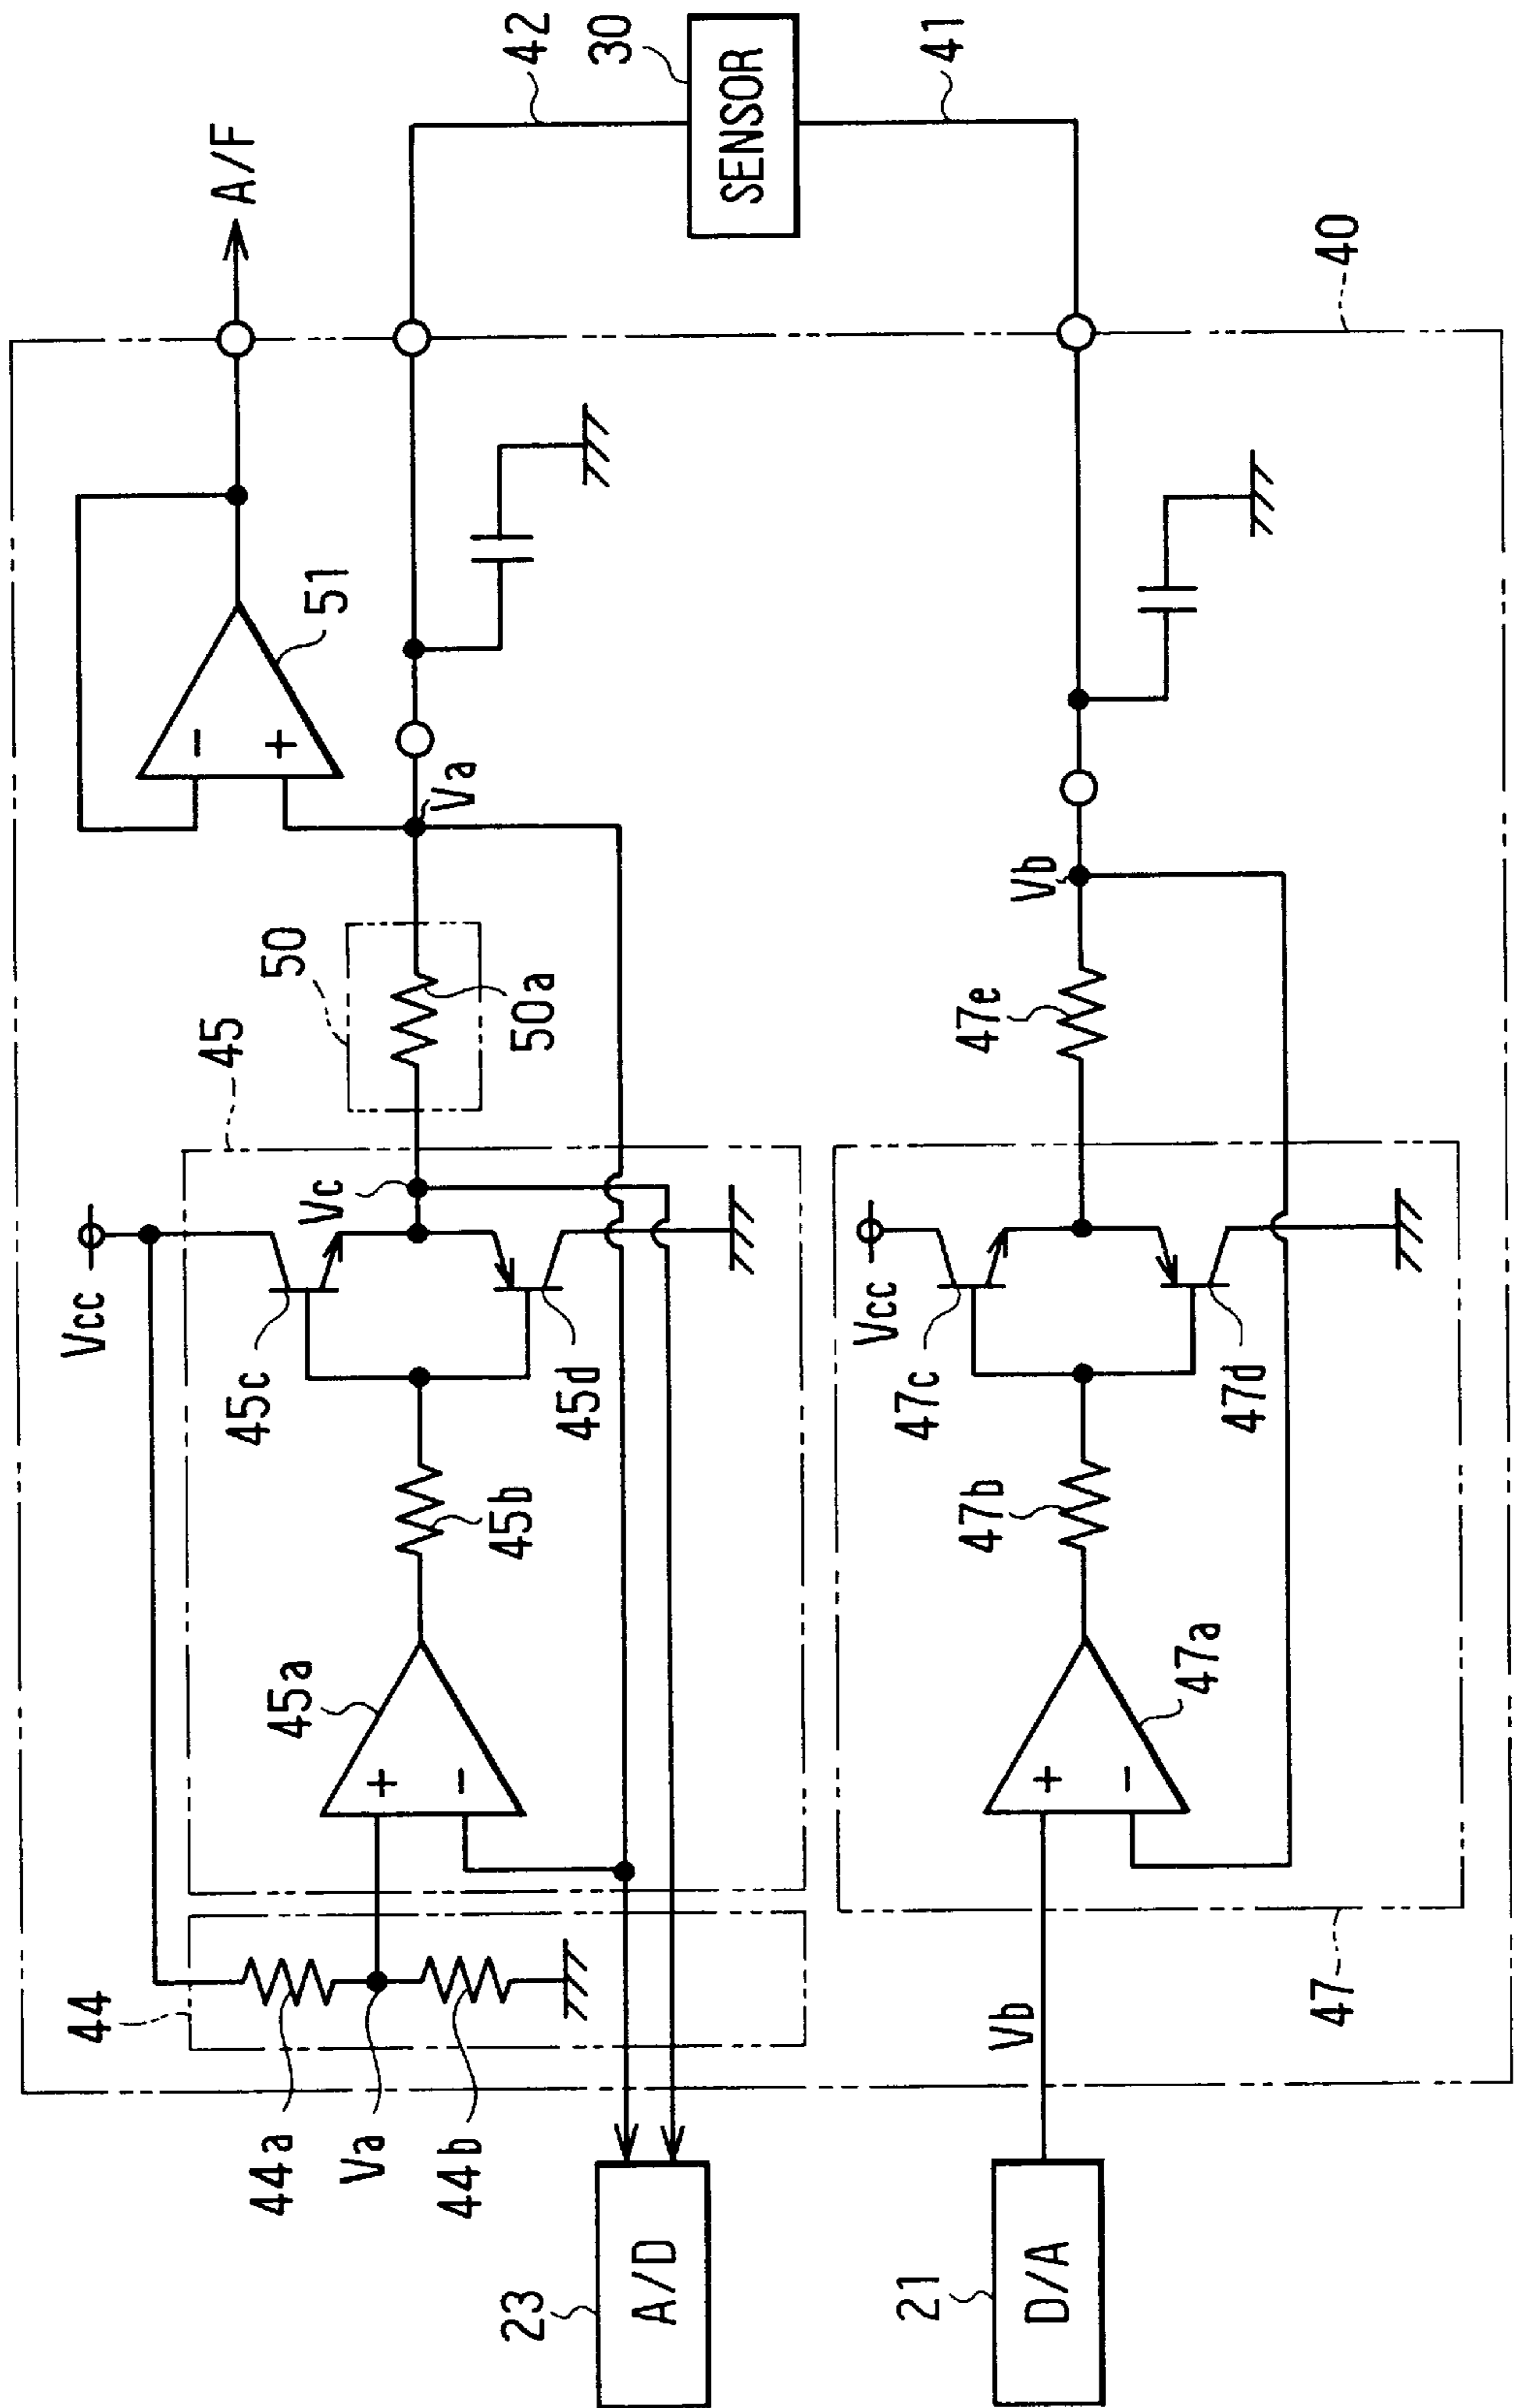 A/F
42
30
SENSOR
41
40
51
Va
50
50a
45
Vc
Vcc
45c
45d
45b
45a
44
44a
Va
44b
23
A/D
Vb
47e
Vcc
47c
47d
47b
47a
47
Vb
21
D/A
+
-
+
-
+
-